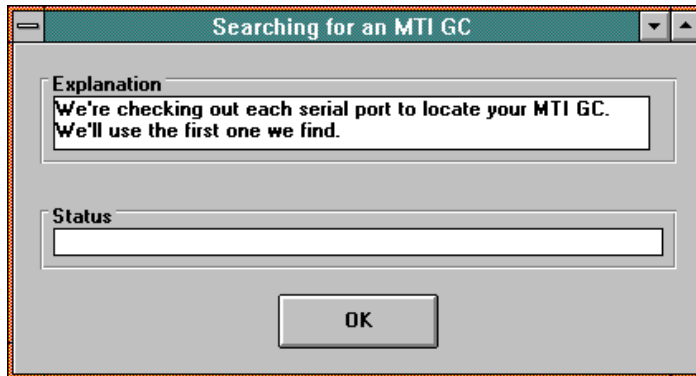 Searching for an MTI GC
Explanation
We're checking out each serial port to locate your MTI GC.
We'll use the first one we find.
Status
OK